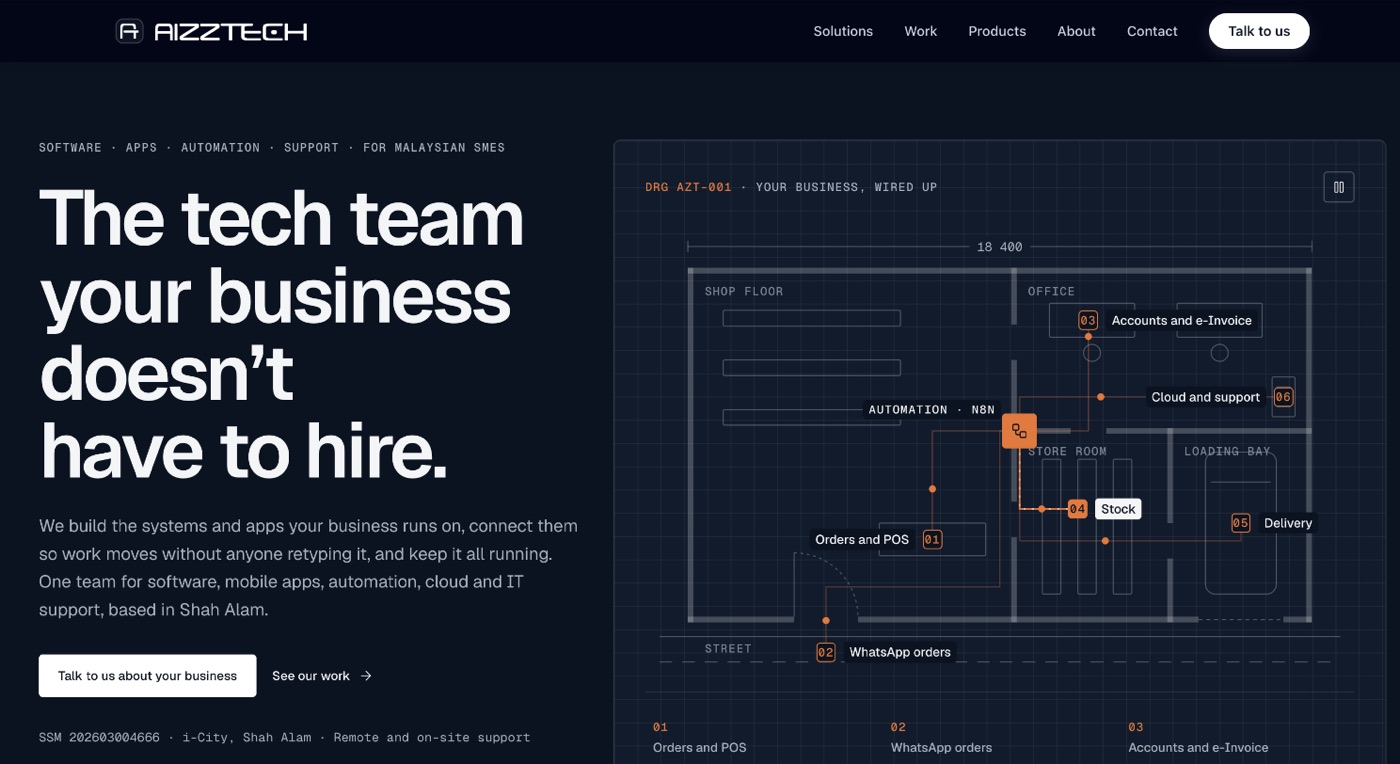 AIZZTECH
Solutions
Work
Products
About
Contact
Talk to us
SOFTWARE · APPS · AUTOMATION · SUPPORT · FOR MALAYSIAN SMES
The tech team
your business
doesn’t
have to hire.
We build the systems and apps your business runs on, connect them
so work moves without anyone retyping it, and keep it all running.
One team for software, mobile apps, automation, cloud and IT
support, based in Shah Alam.
Talk to us about your business
See our work →
SSM 202603004666 · i-City, Shah Alam · Remote and on-site support
DRG AZT-001 · YOUR BUSINESS, WIRED UP
18 400
SHOP FLOOR
OFFICE
03 Accounts and e-Invoice
Cloud and support 06
AUTOMATION · N8N
STORE ROOM
LOADING BAY
04 Stock
05 Delivery
Orders and POS 01
STREET
02 WhatsApp orders
01
Orders and POS
02
WhatsApp orders
03
Accounts and e-Invoice